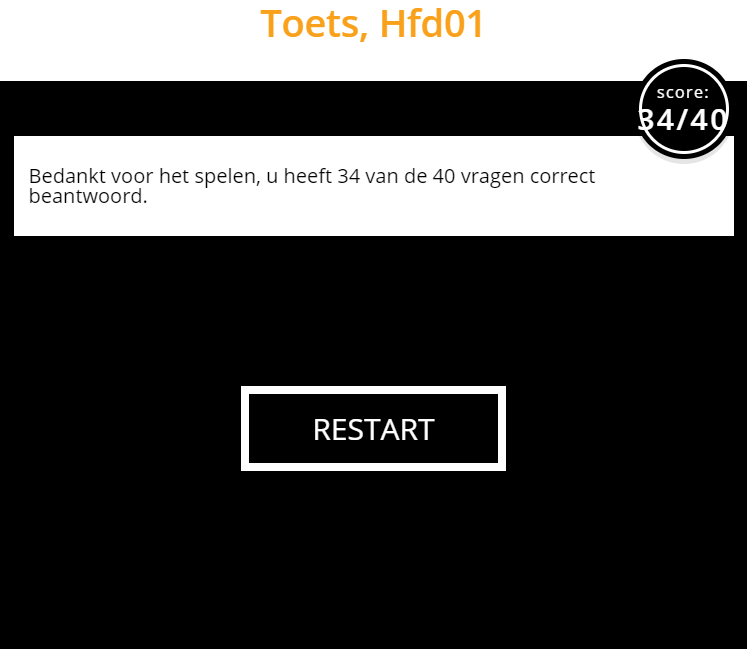 Toets, Hfd01
score:
34/40
Bedankt voor het spelen, u heeft 34 van de 40 vragen correct
beantwoord.
RESTART